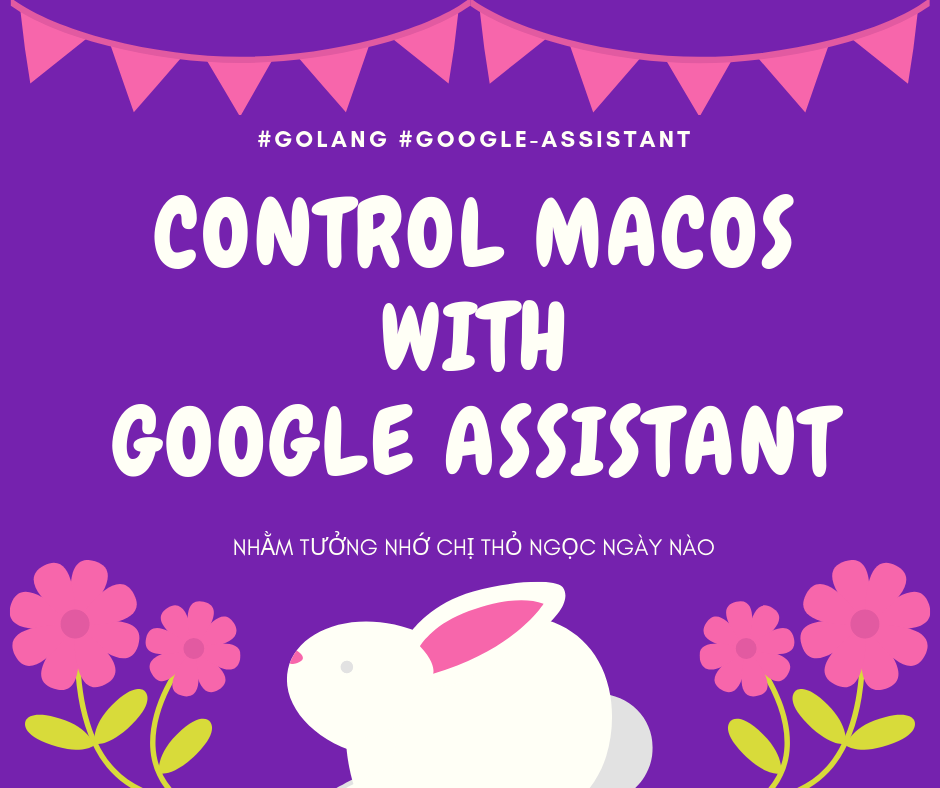 #GOLANG #GOOGLE-ASSISTANT
CONTROL MACOS
WITH
GOOGLE ASSISTANT
NHẰM TƯỞNG NHỚ CHỊ THỎ NGỌC NGÀY NÀO